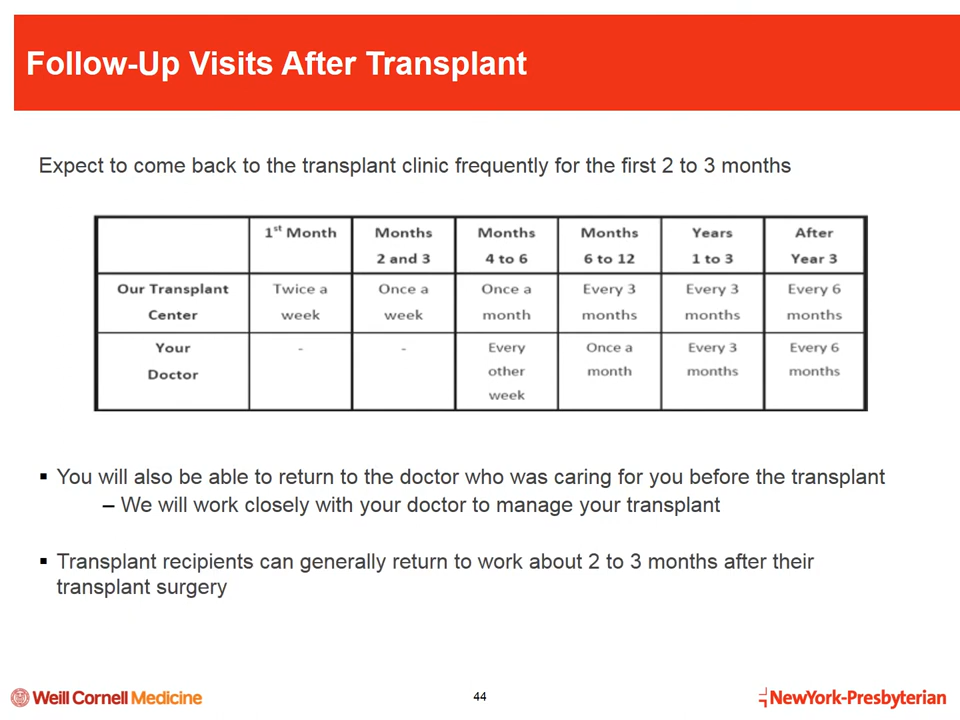 Follow-Up Visits After Transplant
Expect to come back to the transplant clinic frequently for the first 2 to 3 months
1st Month Months 2 and 3 Months 4 to 6 Months 6 to 12 Years 1 to 3 After Year 3
Our Transplant Center Twice a week Once a week Once a month Every 3 months Every 3 months Every 6 months
Your Doctor - - Every other week Once a month Every 3 months Every 6 months
▪ You will also be able to return to the doctor who was caring for you before the transplant
– We will work closely with your doctor to manage your transplant
▪ Transplant recipients can generally return to work about 2 to 3 months after their
transplant surgery
Weill Cornell Medicine
44
NewYork-Presbyterian